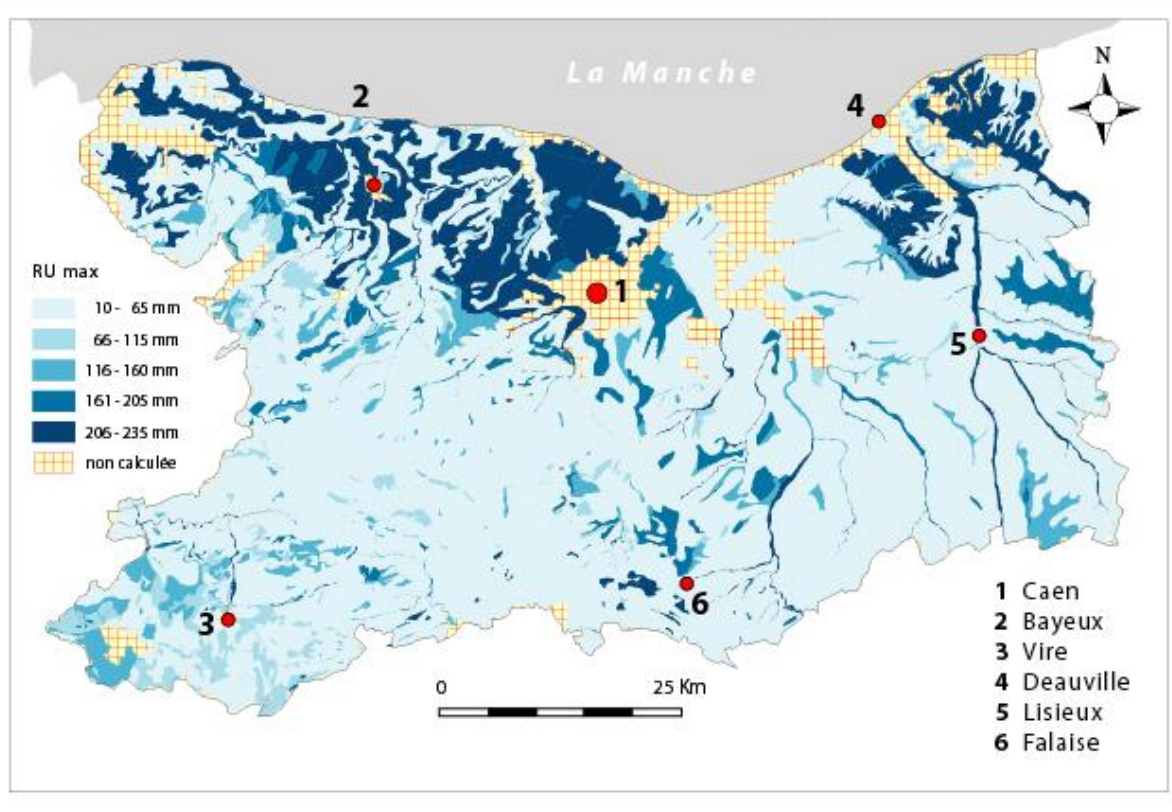 La Manche
N
2
4
1
5
3
6
RU max
10 - 65 mm
66 - 115 mm
116 - 160 mm
161 - 205 mm
206 - 235 mm
non calculée
0 25 Km
1 Caen
2 Bayeux
3 Vire
4 Deauville
5 Lisieux
6 Falaise